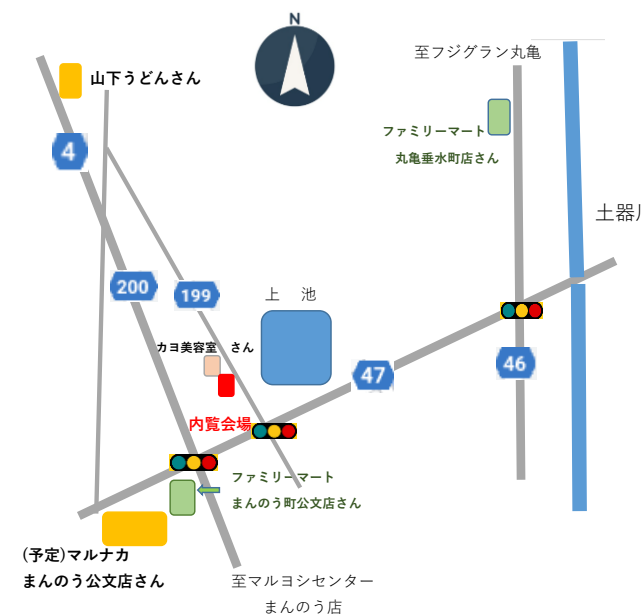 N
至フジグラン丸亀
山下うどんさん
ファミリーマート
丸亀垂水町店さん
4
土器川
200
199
上　池
カヨ美容室　さん
47
46
内覧会場
ファミリーマート
まんのう町公文店さん
(予定)マルナカ
まんのう公文店さん
至マルヨシセンター
まんのう店